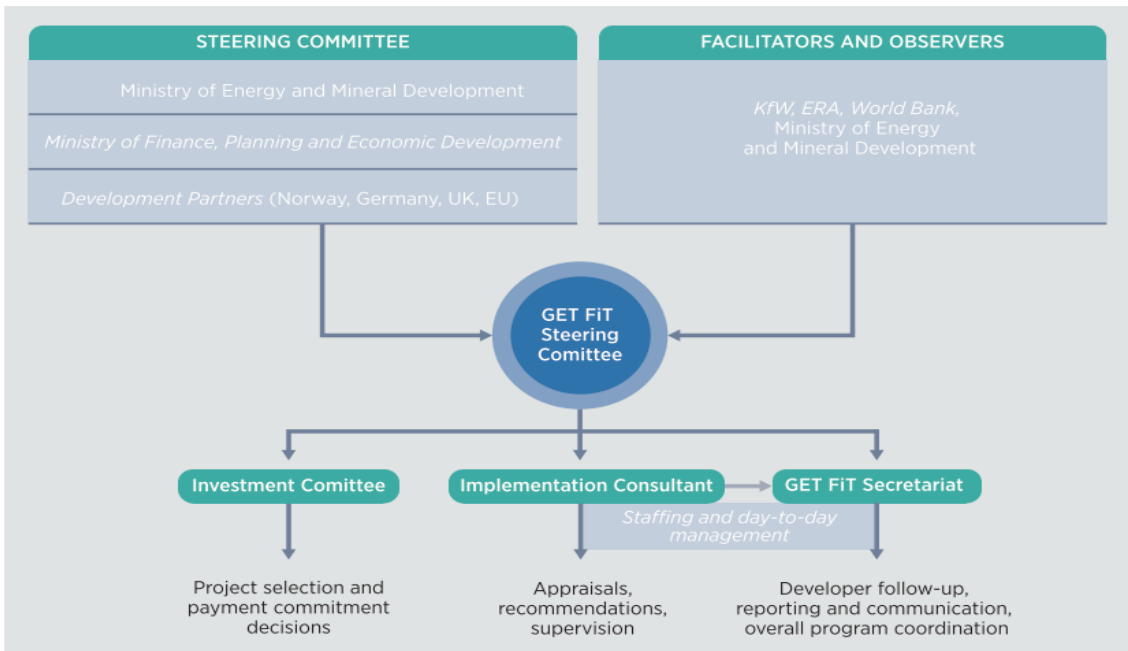 STEERING COMMITTEE
Ministry of Energy and Mineral Development
Ministry of Finance, Planning and Economic Development
Development Partners (Norway, Germany, UK, EU)
FACILITATORS AND OBSERVERS
KfW, ERA, World Bank,
Ministry of Energy
and Mineral Development
GET FiT
Steering
Comittee
Investment Comittee
Implementation Consultant
GET FiT Secretariat
Staffing and day-to-day
management
Project selection and
payment commitment
decisions
Appraisals,
recommendations,
supervision
Developer follow-up,
reporting and communication,
overall program coordination